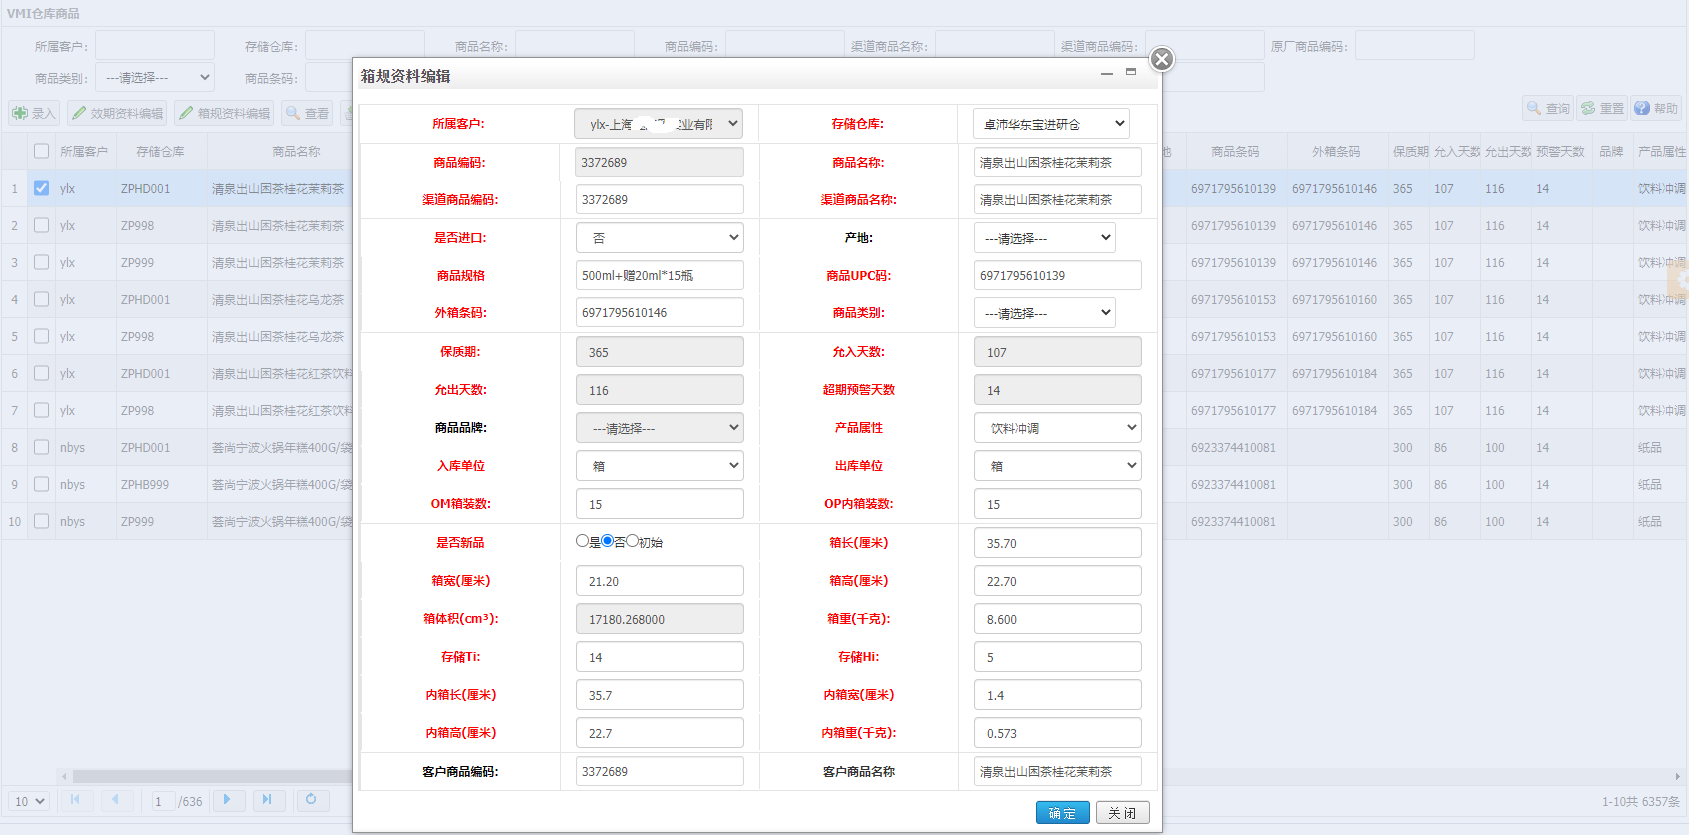 VMI仓库商品
所属客户: 存储仓库: 商品名称: 商品编码: 渠道商品名称: 渠道商品编码: 原厂商品编码:
商品类别: ---请选择--- 商品条码:
录入 效期资料编辑 箱规资料编辑 查看 查询 重置 帮助
所属客户 存储仓库 商品名称 商品条码 外箱条码 保质期 允入天数 允出天数 预警天数 品牌 产品属性
1 ylx ZPHD001 清泉出山困茶桂花茉莉茶 6971795610139 6971795610146 365 107 116 14 饮料冲调
2 ylx ZP998 清泉出山困茶桂花茉莉茶 6971795610139 6971795610146 365 107 116 14 饮料冲调
3 ylx ZP999 清泉出山困茶桂花茉莉茶 6971795610139 6971795610146 365 107 116 14 饮料冲调
4 ylx ZPHD001 清泉出山困茶桂花乌龙茶 6971795610153 6971795610160 365 107 116 14 饮料冲调
5 ylx ZP998 清泉出山困茶桂花乌龙茶 6971795610153 6971795610160 365 107 116 14 饮料冲调
6 ylx ZPHD001 清泉出山困茶桂花红茶饮料 6971795610177 6971795610184 365 107 116 14 饮料冲调
7 ylx ZP998 清泉出山困茶桂花红茶饮料 6971795610177 6971795610184 365 107 116 14 饮料冲调
8 nbys ZPHD001 荟尚宁波火锅年糕400G/袋 6923374410081 300 86 100 14 纸品
9 nbys ZPHB999 荟尚宁波火锅年糕400G/袋 6923374410081 300 86 100 14 纸品
10 nbys ZP999 荟尚宁波火锅年糕400G/袋 6923374410081 300 86 100 14 纸品
10 1 /636 1-10共 6357条
箱规资料编辑
所属客户: ylx-上海 实业有限 存储仓库: 卓沛华东宝进研仓
商品编码: 3372689 商品名称: 清泉出山困茶桂花茉莉茶
渠道商品编码: 3372689 渠道商品名称: 清泉出山困茶桂花茉莉茶
是否进口: 否 产地: ---请选择---
商品规格 500ml+赠20ml*15瓶 商品UPC码: 6971795610139
外箱条码: 6971795610146 商品类别: ---请选择---
保质期: 365 允入天数: 107
允出天数: 116 超期预警天数 14
商品品牌: ---请选择--- 产品属性 饮料冲调
入库单位 箱 出库单位 箱
OM箱装数: 15 OP内箱装数: 15
是否新品 是 否 初始 箱长(厘米) 35.70
箱宽(厘米) 21.20 箱高(厘米) 22.70
箱体积(cm³): 17180.268000 箱重(千克): 8.600
存储Ti: 14 存储Hi: 5
内箱长(厘米) 35.7 内箱宽(厘米) 1.4
内箱高(厘米) 22.7 内箱重(千克): 0.573
客户商品编码: 3372689 客户商品名称 清泉出山困茶桂花茉莉茶
确定 关闭